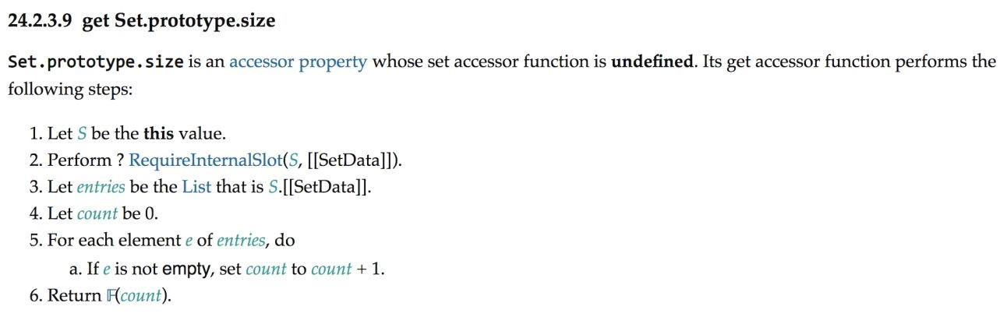 24.2.3.9 get Set.prototype.size
Set.prototype.size is an accessor property whose set accessor function is undefined. Its get accessor function performs the
following steps:
1. Let S be the this value.
2. Perform ? RequireInternalSlot(S, [[SetData]]).
3. Let entries be the List that is S.[[SetData]].
4. Let count be 0.
5. For each element e of entries, do
a. If e is not empty, set count to count + 1.
6. Return 𝔽(count).